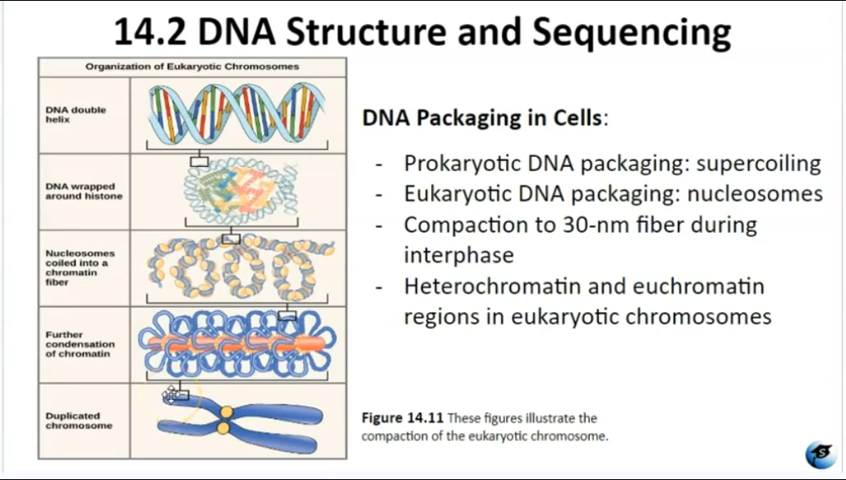 14.2 DNA Structure and Sequencing
Organization of Eukaryotic Chromosomes
DNA double
helix
DNA wrapped
around histone
Nucleosomes
coiled into a
chromatin
fiber
Further
condensation
of chromatin
Duplicated
chromosome
DNA Packaging in Cells:
- Prokaryotic DNA packaging: supercoiling
- Eukaryotic DNA packaging: nucleosomes
- Compaction to 30-nm fiber during
interphase
- Heterochromatin and euchromatin
regions in eukaryotic chromosomes
Figure 14.11 These figures illustrate the
compaction of the eukaryotic chromosome.
S